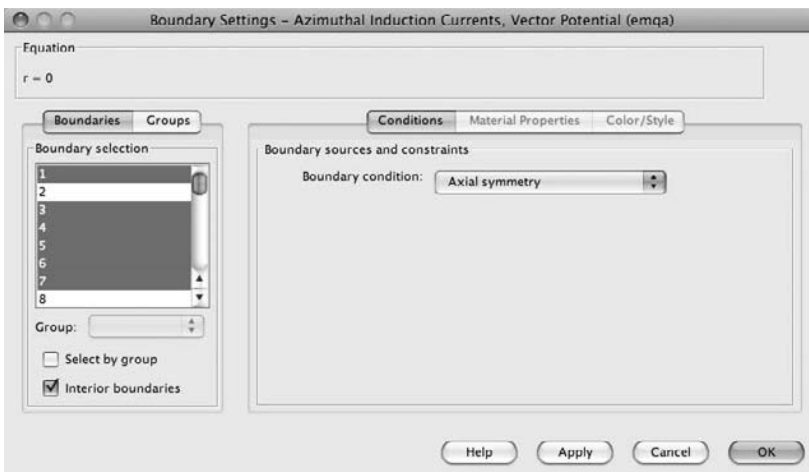 Boundary Settings – Azimuthal Induction Currents, Vector Potential (emqa)
Equation
r = 0
Boundaries Groups
Boundary selection
1
2
3
4
5
6
7
8
Group:
Select by group
Interior boundaries
Conditions Material Properties Color/Style
Boundary sources and constraints
Boundary condition: Axial symmetry
Help Apply Cancel OK